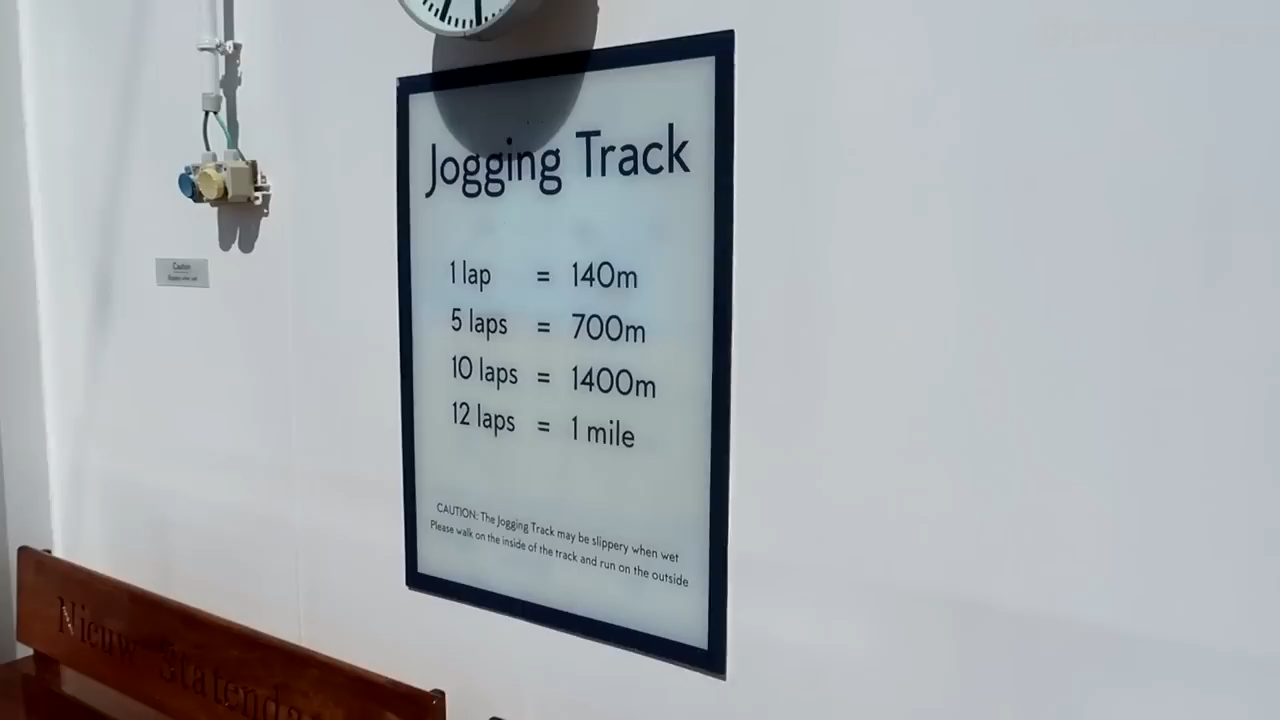 Jogging Track
1 lap = 140m
5 laps = 700m
10 laps = 1400m
12 laps = 1 mile
CAUTION: The Jogging Track may be slippery when wet
Please walk on the inside of the track and run on the outside
Caution
Nieuw Statendam